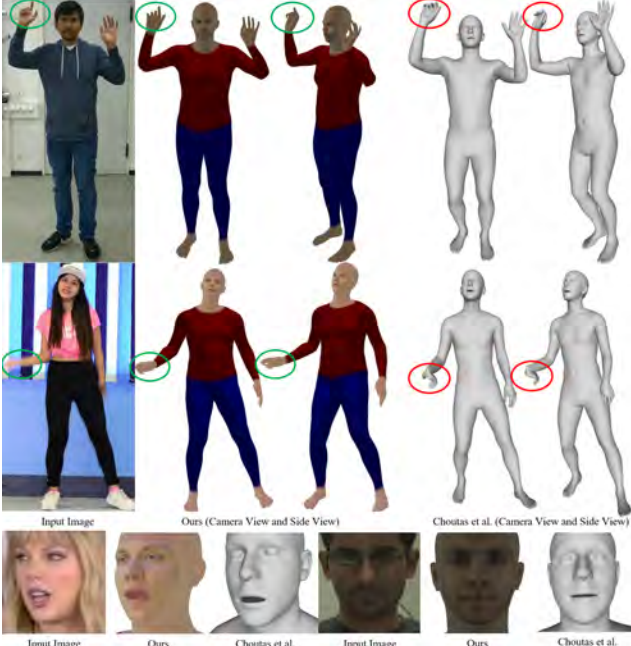 Input Image Ours (Camera View and Side View) Choutas et al. (Camera View and Side View)
Input Image Ours Choutas et al. Input Image Ours Choutas et al.